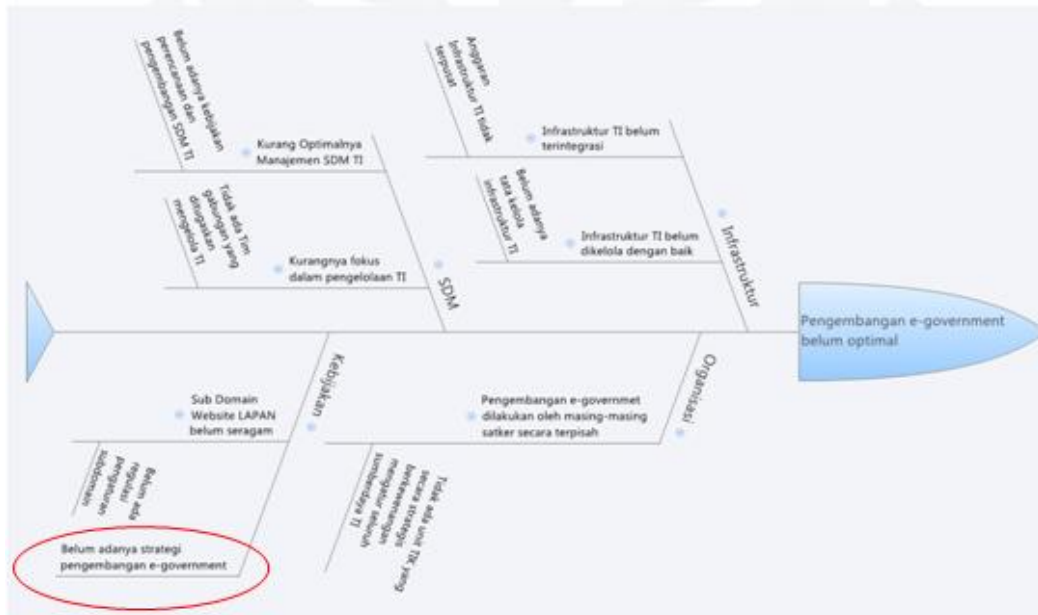 Belum adanya kebijakan
perencanaan dan
pengembangan SDM TI
Kurang Optimalnya
Manajemen SDM TI
Tidak ada Tim
gabungan yang
ditugaskan
mengelola TI
Kurangnya fokus
dalam pengelolaan TI
SDM
Anggaran
Infrastruktur TI tidak
terpusat
Infrastruktur TI belum
terintegrasi
Belum adanya
tata kelola
infrastruktur TI
Infrastruktur TI belum
dikelola dengan baik
Infrastruktur
Pengembangan e-government
belum optimal
Kebijakan
Sub Domain
Website LAPAN
belum seragam
Belum ada
regulasi
pengaturan
subdomain
Belum adanya strategi
pengembangan e-government
Organisasi
Pengembangan e-governmet
dilakukan oleh masing-masing
satker secara terpisah
Tidak ada unit TIK yang
secara strategis
berkewenangan
mengatur seluruh
sumberdaya TI